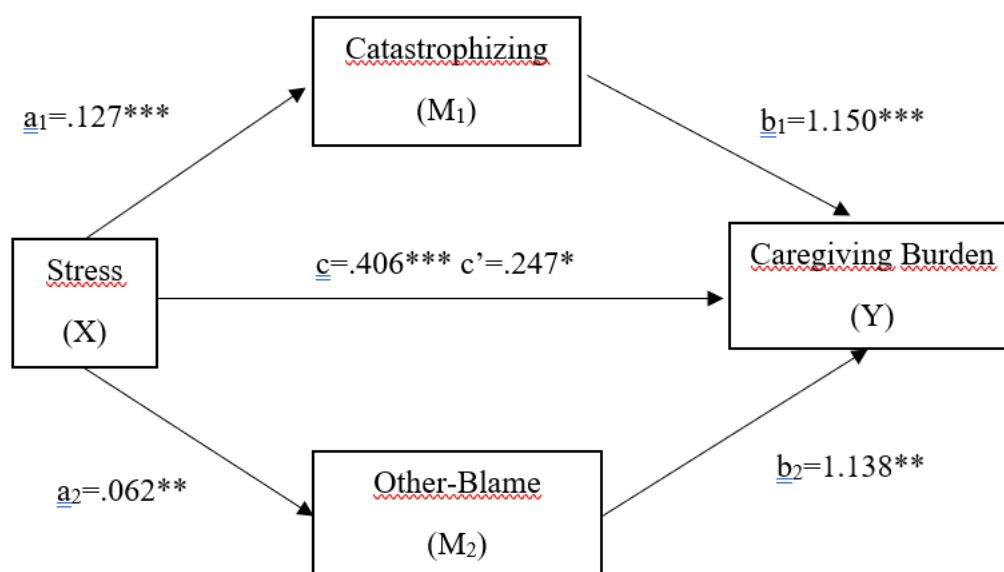 Catastrophizing
(M₁)
a₁=.127***
b₁=1.150***
Stress
(X)
c=.406*** c’=.247*
Caregiving Burden
(Y)
a₂=.062**
Other-Blame
(M₂)
b₂=1.138**